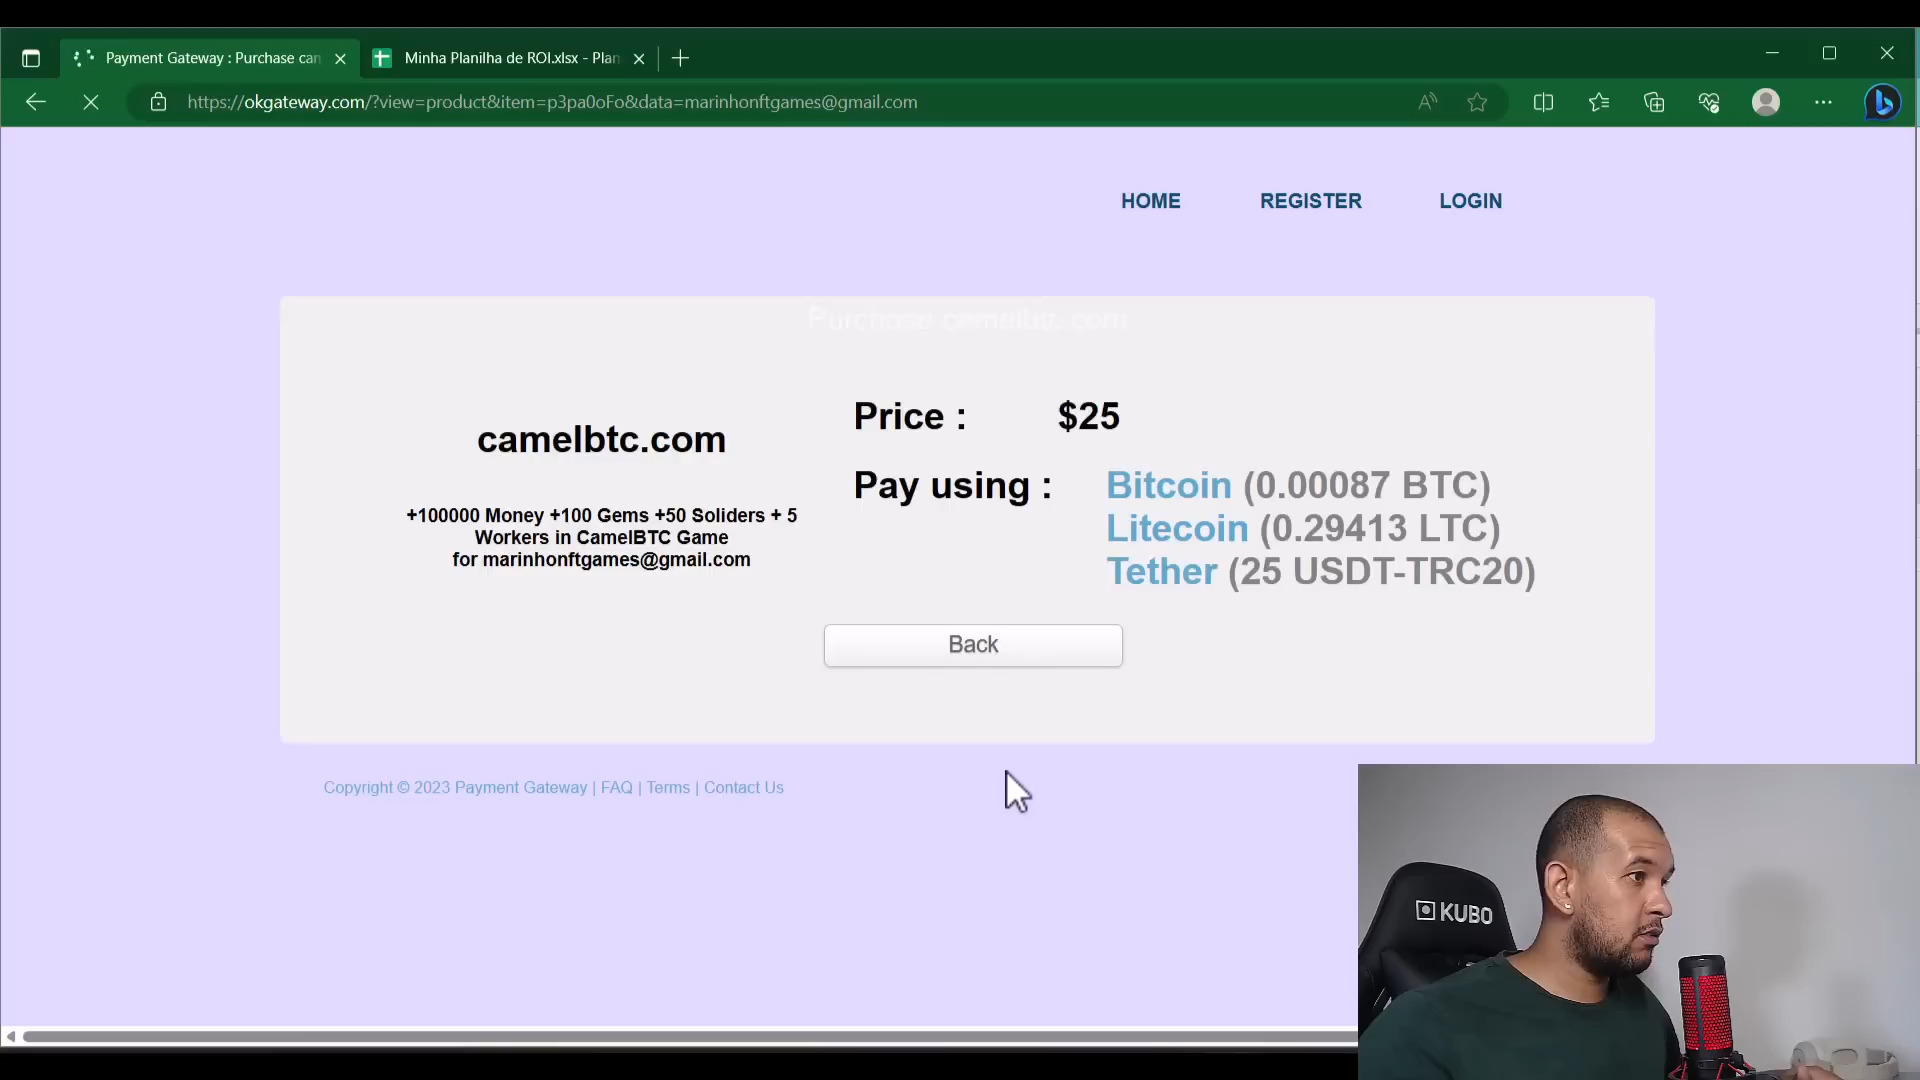 Payment Gateway : Purchase can
Minha Planilha de ROI.xlsx - Plan
https://okgateway.com/?view=product&item=p3pa0oFo&data=marinhonftgames@gmail.com
HOME REGISTER LOGIN
Purchase camelbtc.com
camelbtc.com
+100000 Money +100 Gems +50 Soliders + 5
Workers in CamelBTC Game
for marinhonftgames@gmail.com
Price : $25
Pay using : Bitcoin (0.00087 BTC)
Litecoin (0.29413 LTC)
Tether (25 USDT-TRC20)
Back
Copyright © 2023 Payment Gateway | FAQ | Terms | Contact Us
KUBO